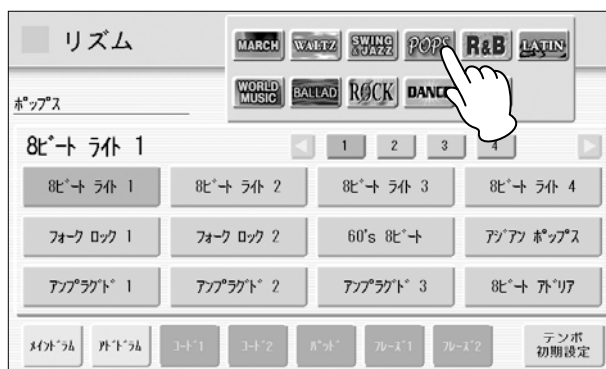 リズム
MARCH WALTZ SWING &JAZZ POPS R&B LATIN
WORLD MUSIC BALLAD ROCK DANC
ﾎﾟｯﾌﾟｽ
8ﾋﾞｰﾄ ﾗｲﾄ 1 1 2 3 4
8ﾋﾞｰﾄ ﾗｲﾄ 1 8ﾋﾞｰﾄ ﾗｲﾄ 2 8ﾋﾞｰﾄ ﾗｲﾄ 3 8ﾋﾞｰﾄ ﾗｲﾄ 4
ﾌｫｰｸ ﾛｯｸ 1 ﾌｫｰｸ ﾛｯｸ 2 60's 8ﾋﾞｰﾄ ｱｼﾞｱﾝ ﾎﾟｯﾌﾟｽ
ｱﾝﾌﾟﾗｸﾞﾄﾞ 1 ｱﾝﾌﾟﾗｸﾞﾄﾞ 2 ｱﾝﾌﾟﾗｸﾞﾄﾞ 3 8ﾋﾞｰﾄ ｱﾄﾞﾘｱ
ﾒｲﾝﾄﾞﾗﾑ ｱﾄﾞﾄﾞﾗﾑ ｺｰﾄﾞ1 ｺｰﾄﾞ2 ﾊﾟｯﾄﾞ ﾌﾚｰｽﾞ1 ﾌﾚｰｽﾞ2 テンポ
初期設定